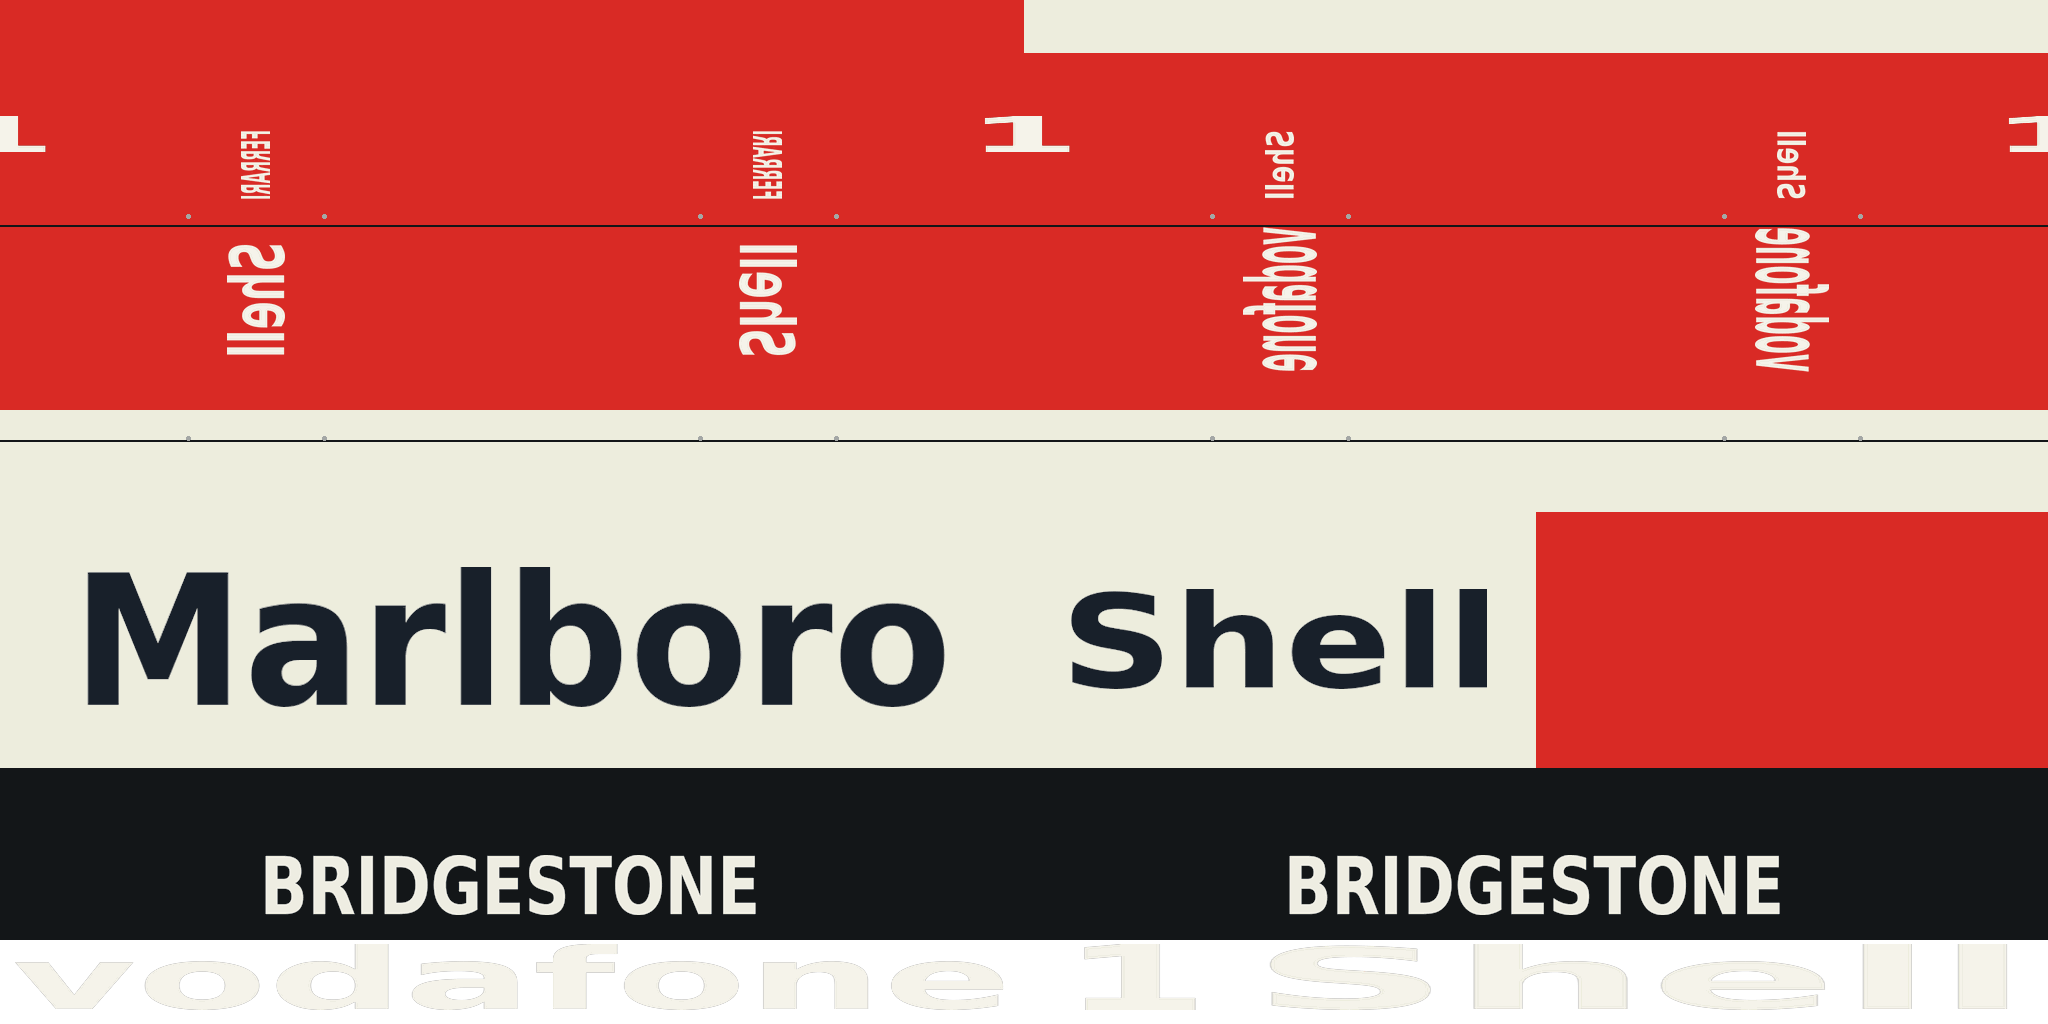 1 1 1
FERRARI FERRARI Shell Shell
Shell Shell vodafone vodafone
Marlboro Shell
BRIDGESTONE BRIDGESTONE
vodafone 1 Shell